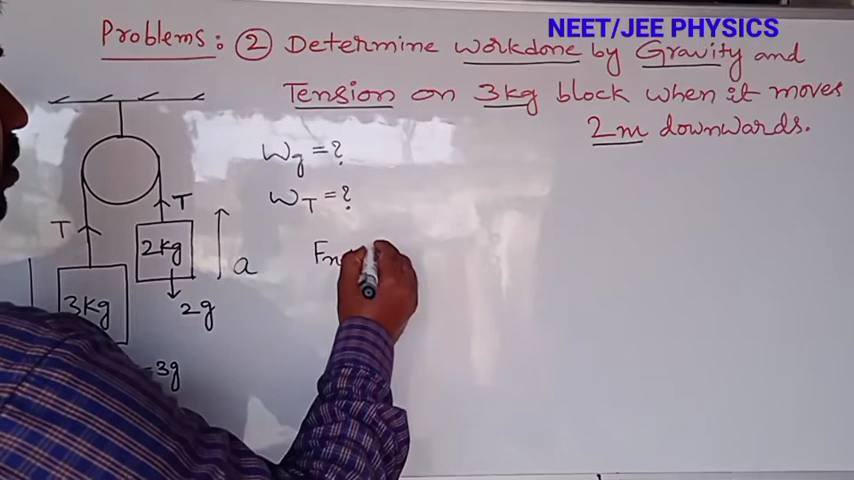 NEET/JEE PHYSICS
Problems: ② Determine workdone by Gravity and
Tension on 3kg block when it moves
2m downwards.
Wg = ?
WT = ?
T
T
2kg
a
Fn
3kg
2g
3g